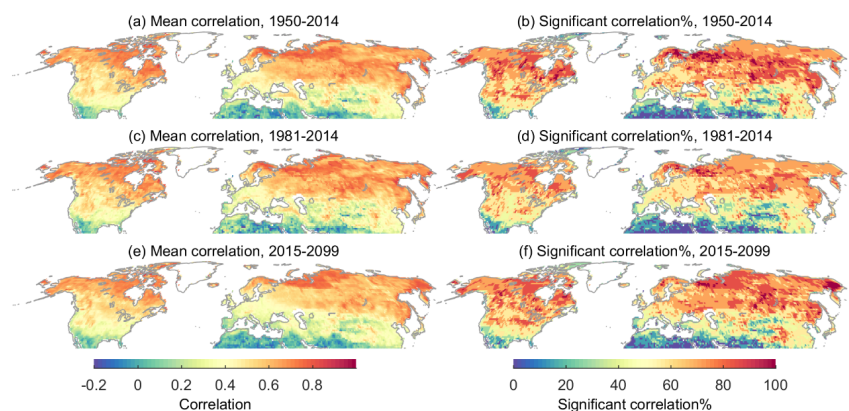 (a) Mean correlation, 1950-2014
(b) Significant correlation%, 1950-2014
(c) Mean correlation, 1981-2014
(d) Significant correlation%, 1981-2014
(e) Mean correlation, 2015-2099
(f) Significant correlation%, 2015-2099
-0.2 0 0.2 0.4 0.6 0.8
Correlation
0 20 40 60 80 100
Significant correlation%